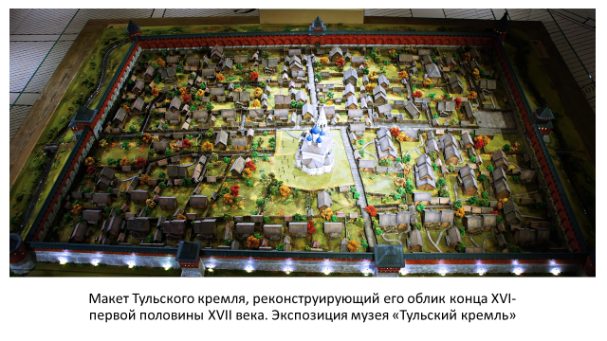 Макет Тульского кремля, реконструирующий его облик конца XVI-
первой половины XVII века. Экспозиция музея «Тульский кремль»